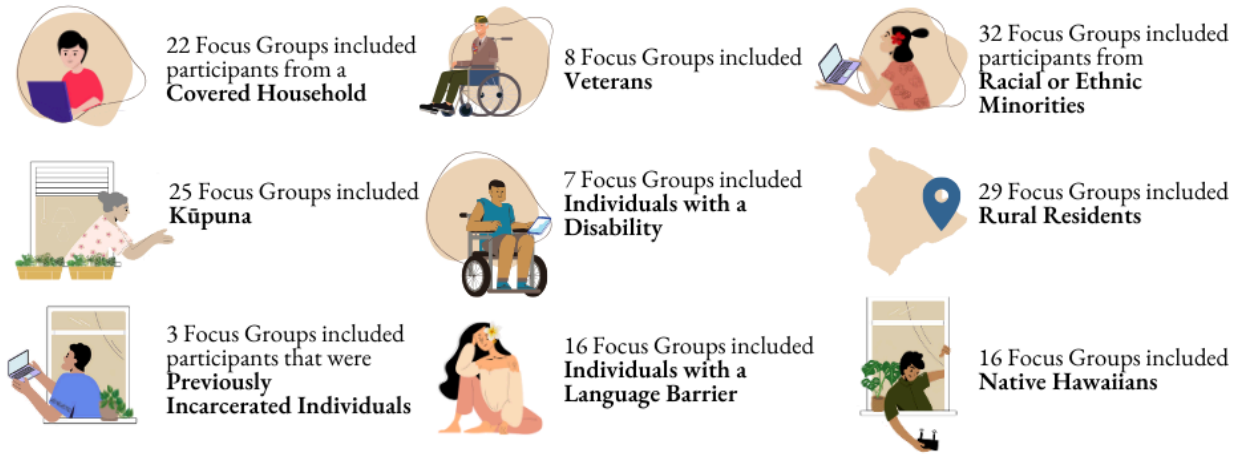 22 Focus Groups included
participants from a
Covered Household
8 Focus Groups included
Veterans
32 Focus Groups included
participants from
Racial or Ethnic
Minorities
25 Focus Groups included
Kūpuna
7 Focus Groups included
Individuals with a
Disability
29 Focus Groups included
Rural Residents
3 Focus Groups included
participants that were
Previously
Incarcerated Individuals
16 Focus Groups included
Individuals with a
Language Barrier
16 Focus Groups included
Native Hawaiians